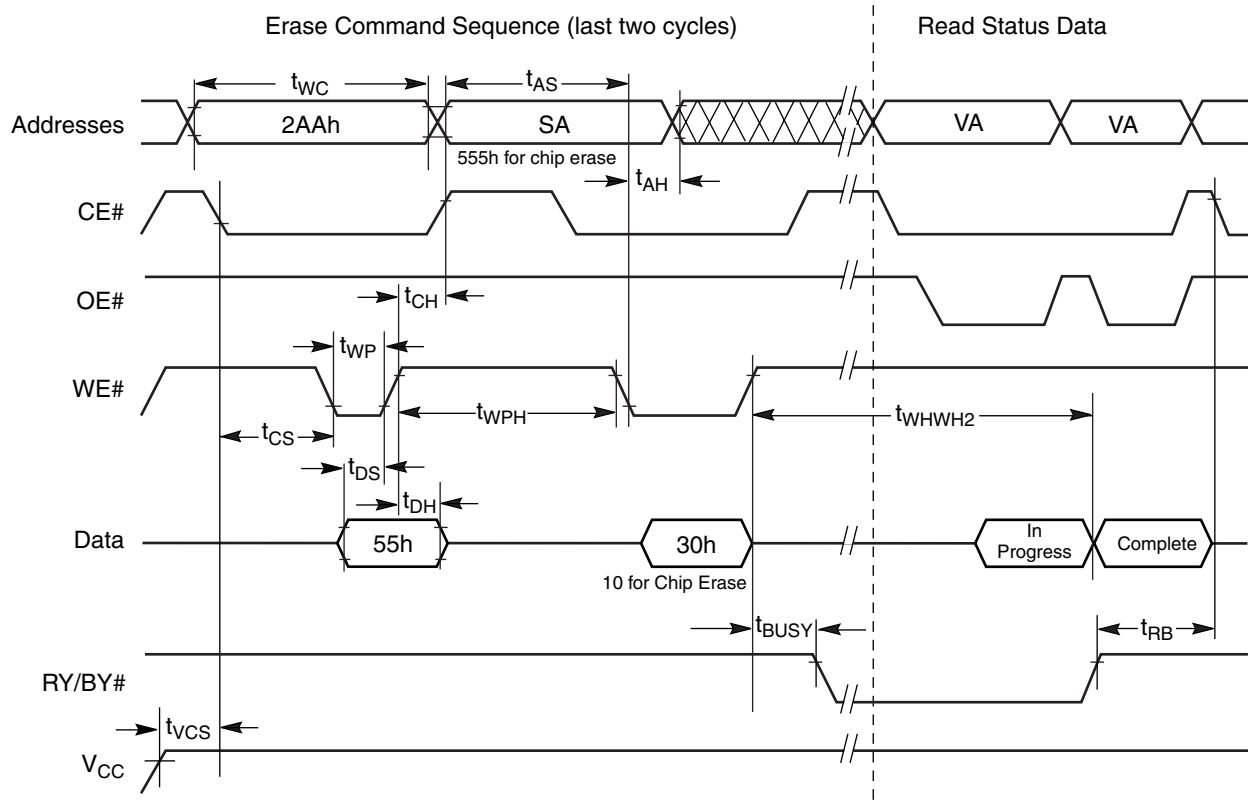 Erase Command Sequence (last two cycles)
Read Status Data
tWC
tAS
Addresses
2AAh
SA
VA
VA
555h for chip erase
tAH
CE#
OE#
tCH
tWP
WE#
tWPH
tWHWH2
tCS
tDS
tDH
Data
55h
30h
In
Progress
Complete
10 for Chip Erase
tBUSY
tRB
RY/BY#
tVCS
VCC